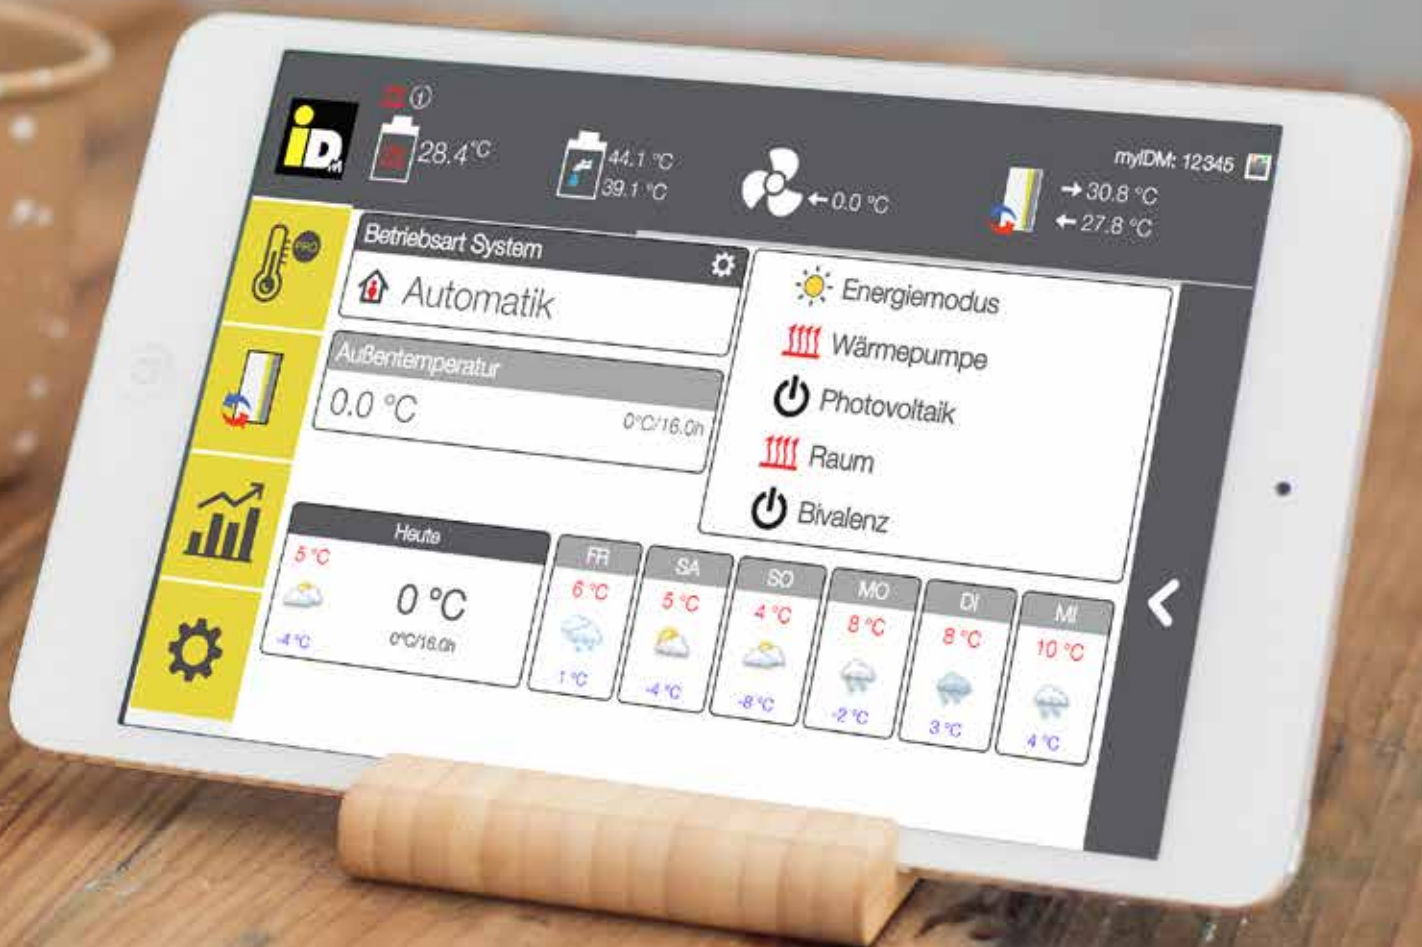 iDM
1
28.4°C
44.1 °C
39.1 °C
←0.0 °C
myIDM: 12345
→30.8 °C
←27.8 °C
PRO
Betriebsart System
Automatik
Außentemperatur
0.0 °C
0°C/16.0h
Energiemodus
Wärmepumpe
Photovoltaik
Raum
Bivalenz
Heute
5 °C
0 °C
-4 °C
0°C/16.0h
FR
6 °C
1 °C
SA
5 °C
-4 °C
SO
4 °C
-8 °C
MO
8 °C
-2 °C
DI
8 °C
3 °C
MI
10 °C
4 °C